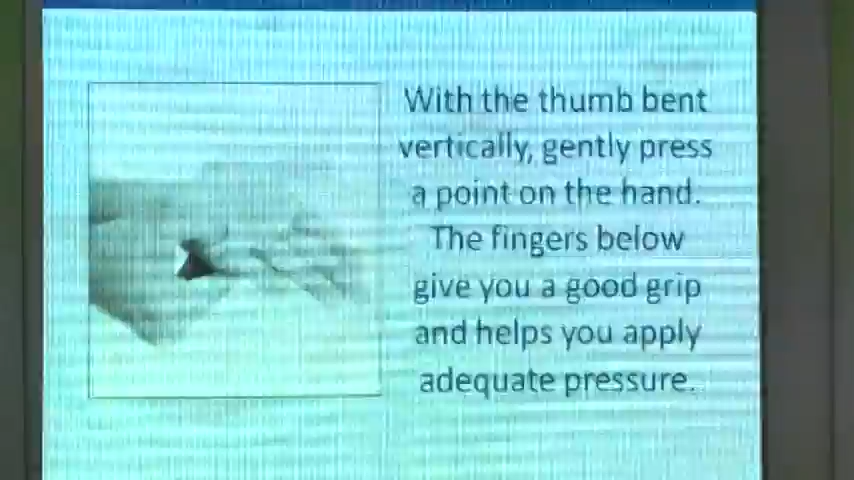 With the thumb bent
vertically, gently press
a point on the hand.
The fingers below
give you a good grip
and helps you apply
adequate pressure.